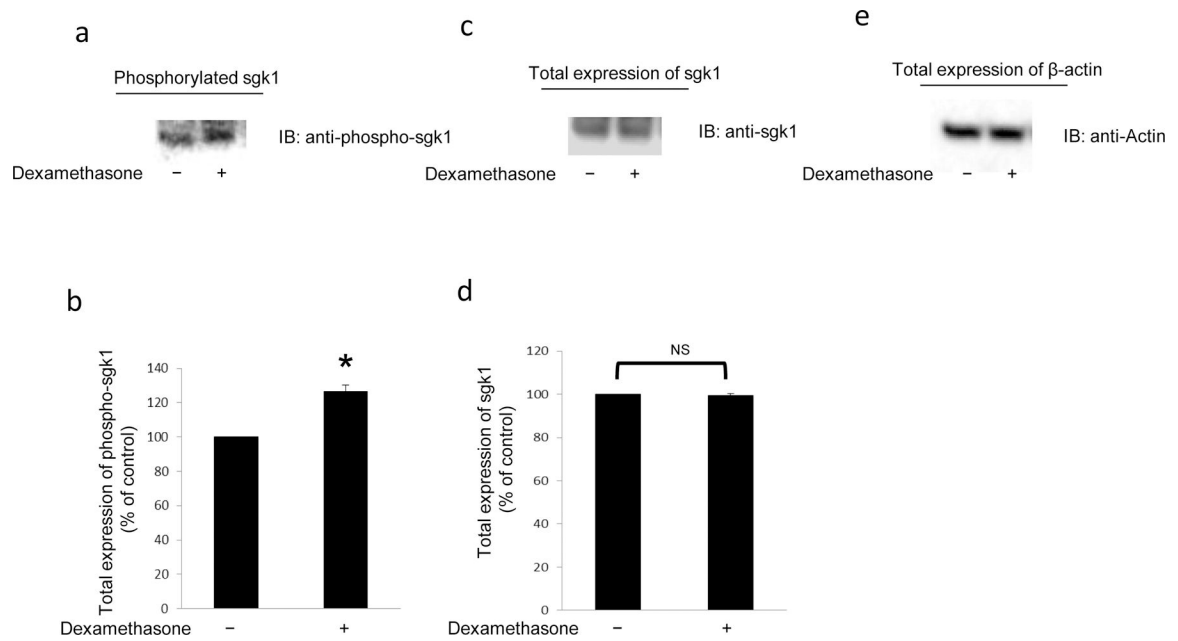 a
Phosphorylated sgk1
IB: anti-phospho-sgk1
Dexamethasone − +
c
Total expression of sgk1
IB: anti-sgk1
Dexamethasone − +
e
Total expression of β-actin
IB: anti-Actin
Dexamethasone − +
b
Total expression of phospho-sgk1
(% of control)
140
120
100
80
60
40
20
0
*
Dexamethasone − +
d
Total expression of sgk1
(% of control)
120
100
80
60
40
20
0
NS
Dexamethasone − +